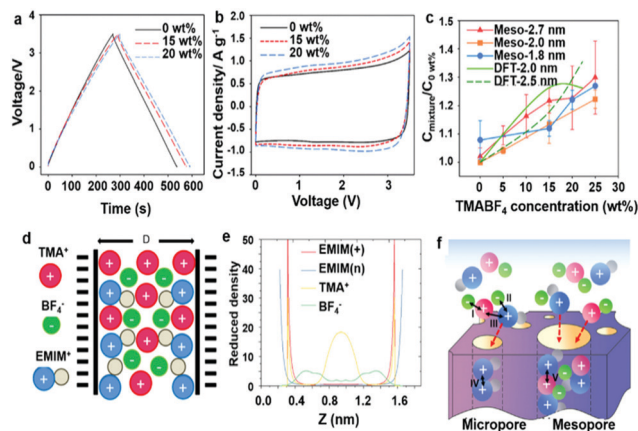 a
Voltage/V
4
3
2
1
0
0 100 200 300 400 500 600
Time (s)
0 wt%
15 wt%
20 wt%
b
Current density/ A g⁻¹
1.5
1.0
0.5
0.0
-0.5
-1.0
-1.5
0 1 2 3
Voltage (V)
0 wt%
15 wt%
20 wt%
c
Cmixture/C0 wt%
1.4
1.3
1.2
1.1
1.0
0 5 10 15 20 25
TMABF₄ concentration (wt%)
Meso-2.7 nm
Meso-2.0 nm
Meso-1.8 nm
DFT-2.0 nm
DFT-2.5 nm
d
D
TMA⁺
BF₄⁻
EMIM⁺
e
Reduced density
50
40
30
20
10
0
0.0 0.4 0.8 1.2 1.6
Z (nm)
EMIM(+)
EMIM(n)
TMA⁺
BF₄⁻
f
I
II
III
IV
V
Micropore
Mesopore